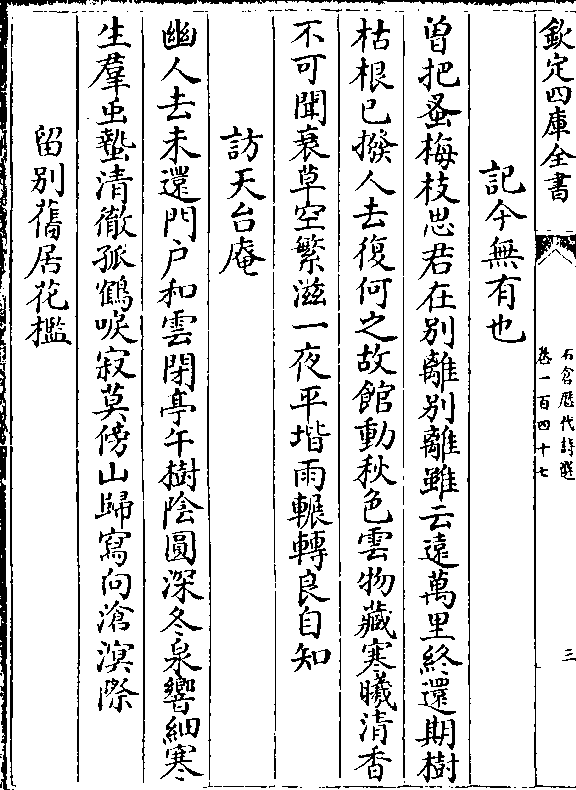 欽定四庫全書
石倉歷代詩選
卷一百四十七
三
記今無有也
曽把蚤梅枝思君在别離别離雖云遠萬里終還期樹
枯根已撥人去復何之故館動秋色雲物藏寒曦清香
不可聞衰草空繁滋一夜平堦雨輾轉良自知
訪天台庵
幽人去未還門户和雲閉亭午樹陰圓深冬泉響細寒
生羣虫蟄清徹孤鶴唳寂莫傍山歸寫向滄溟際
留别舊居花檻